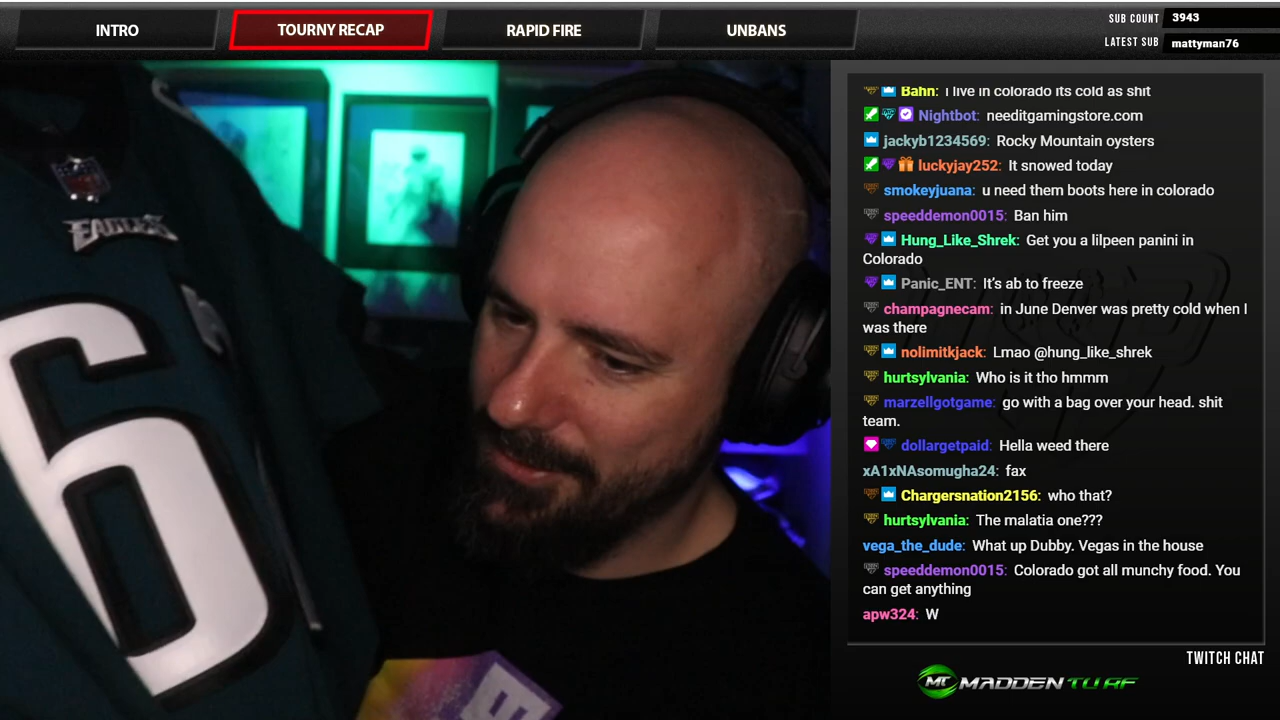 INTRO
TOURNY RECAP
RAPID FIRE
UNBANS
SUB COUNT 3943
LATEST SUB mattyman76
EAGLES
6
Bahn: I live in colorado its cold as shit
Nightbot: needitgamingstore.com
jackyb1234569: Rocky Mountain oysters
luckyjay252: It snowed today
smokeyjuana: u need them boots here in colorado
speeddemon0015: Ban him
Hung_Like_Shrek: Get you a lilpeen panini in
Colorado
Panic_ENT: It's ab to freeze
champagnecam: in June Denver was pretty cold when I
was there
nolimitkjack: Lmao @hung_like_shrek
hurtsylvania: Who is it tho hmmm
marzellgotgame: go with a bag over your head. shit
team.
dollargetpaid: Hella weed there
xA1xNAsomugha24: fax
Chargersnation2156: who that?
hurtsylvania: The malatia one???
vega_the_dude: What up Dubby. Vegas in the house
speeddemon0015: Colorado got all munchy food. You
can get anything
apw324: W
TWITCH CHAT
MT MADDEN TURF